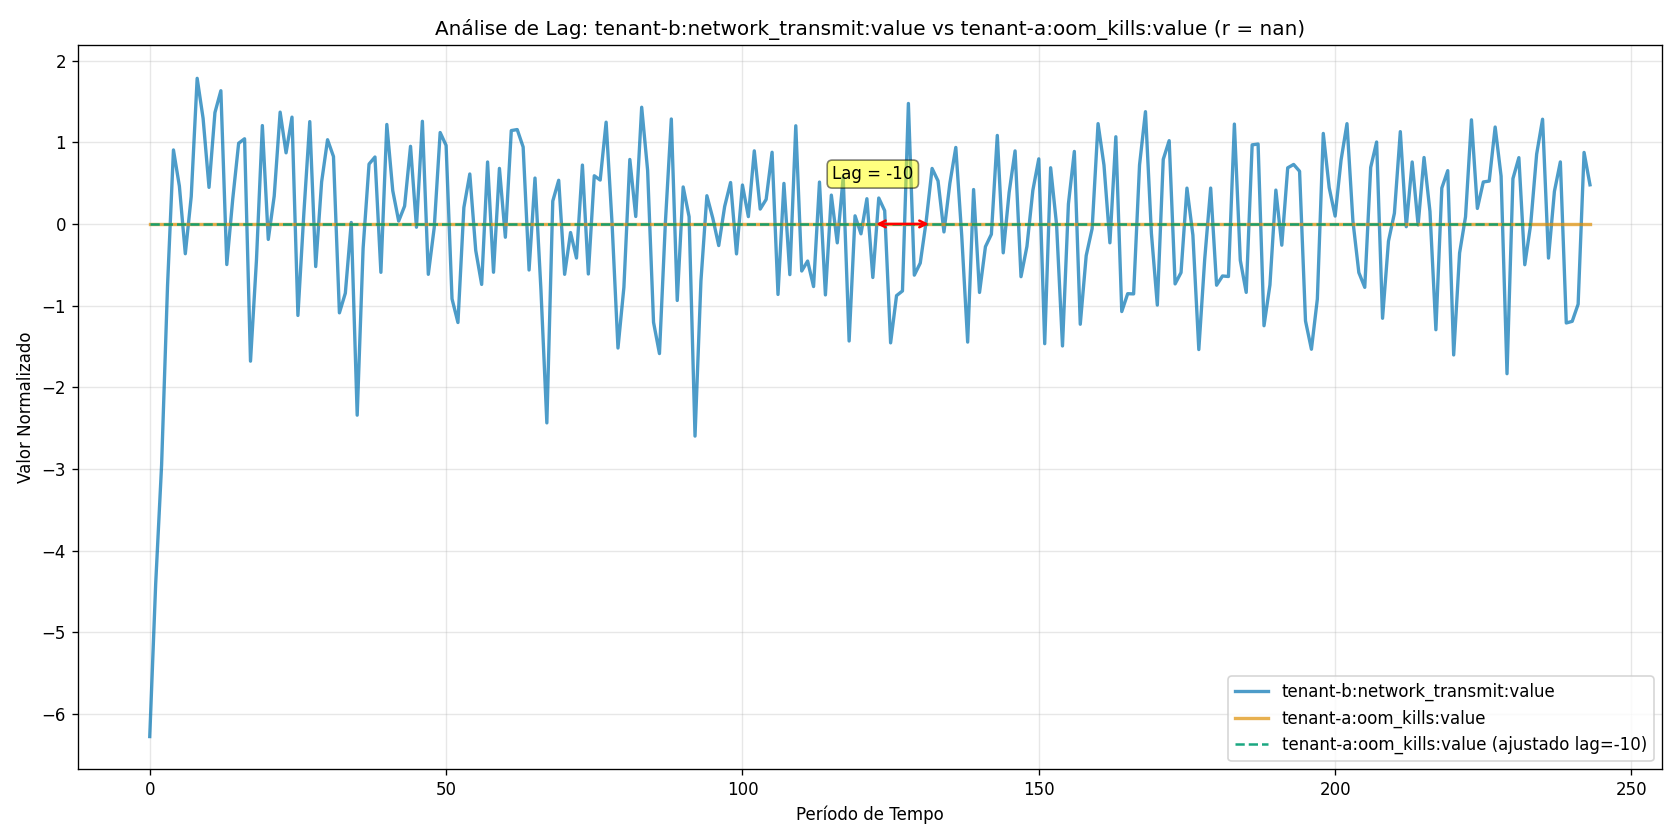 Análise de Lag: tenant-b:network_transmit:value vs tenant-a:oom_kills:value (r = nan)
Valor Normalizado
2
1
0
−1
−2
−3
−4
−5
−6
Lag = -10
tenant-b:network_transmit:value
tenant-a:oom_kills:value
tenant-a:oom_kills:value (ajustado lag=-10)
0 50 100 150 200 250
Período de Tempo